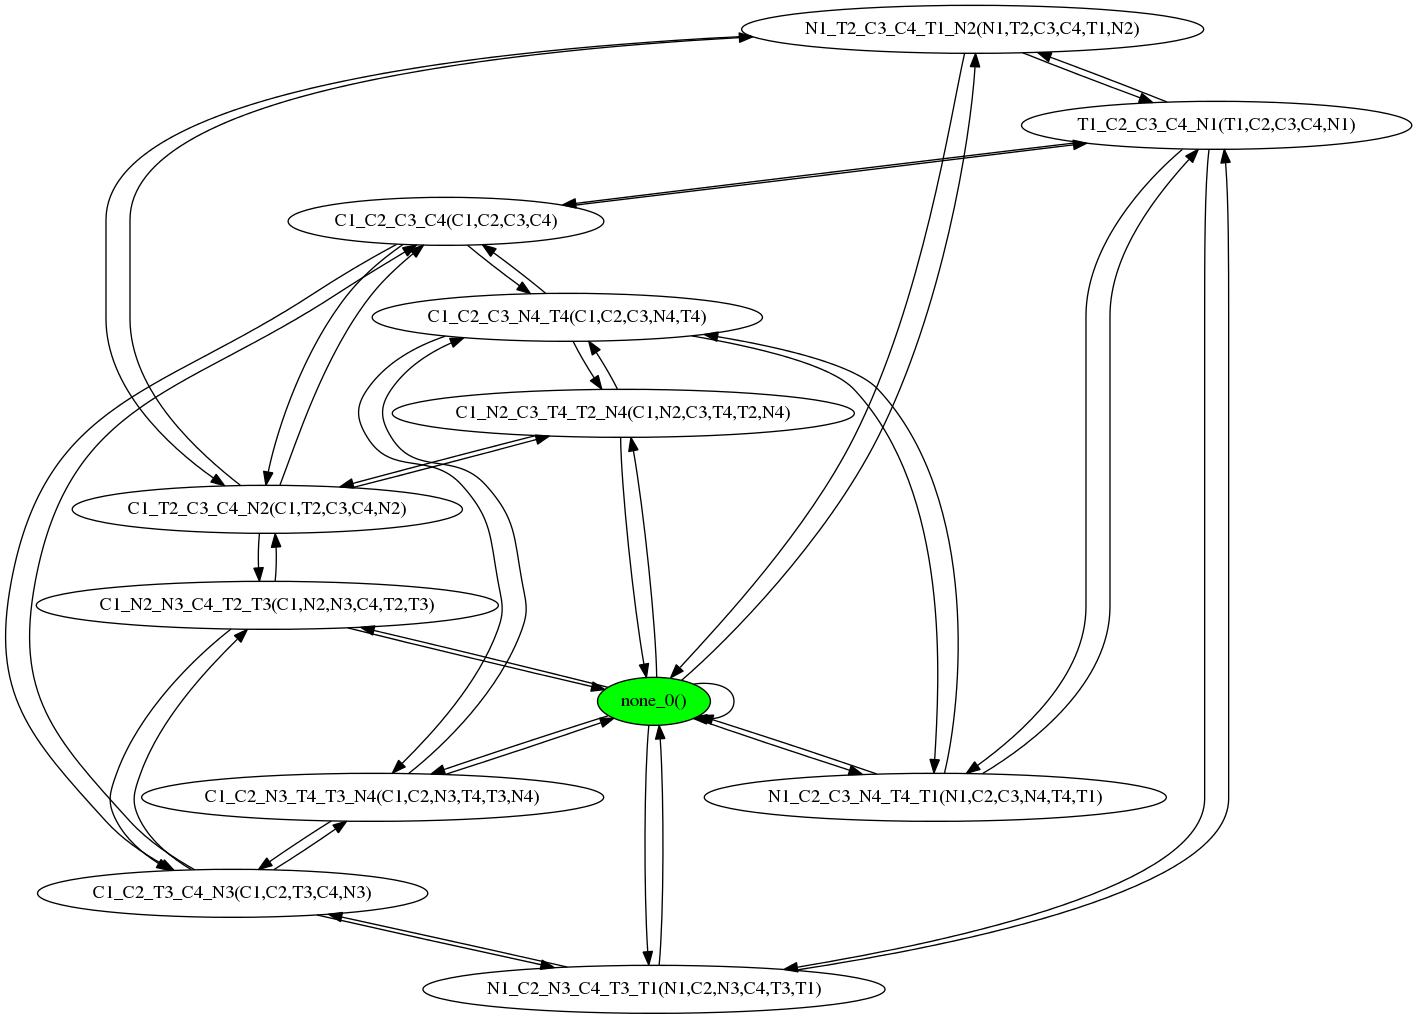 N1_T2_C3_C4_T1_N2(N1,T2,C3,C4,T1,N2)
T1_C2_C3_C4_N1(T1,C2,C3,C4,N1)
C1_C2_C3_C4(C1,C2,C3,C4)
C1_C2_C3_N4_T4(C1,C2,C3,N4,T4)
C1_N2_C3_T4_T2_N4(C1,N2,C3,T4,T2,N4)
C1_T2_C3_C4_N2(C1,T2,C3,C4,N2)
C1_N2_N3_C4_T2_T3(C1,N2,N3,C4,T2,T3)
none_0()
C1_C2_N3_T4_T3_N4(C1,C2,N3,T4,T3,N4)
N1_C2_C3_N4_T4_T1(N1,C2,C3,N4,T4,T1)
C1_C2_T3_C4_N3(C1,C2,T3,C4,N3)
N1_C2_N3_C4_T3_T1(N1,C2,N3,C4,T3,T1)